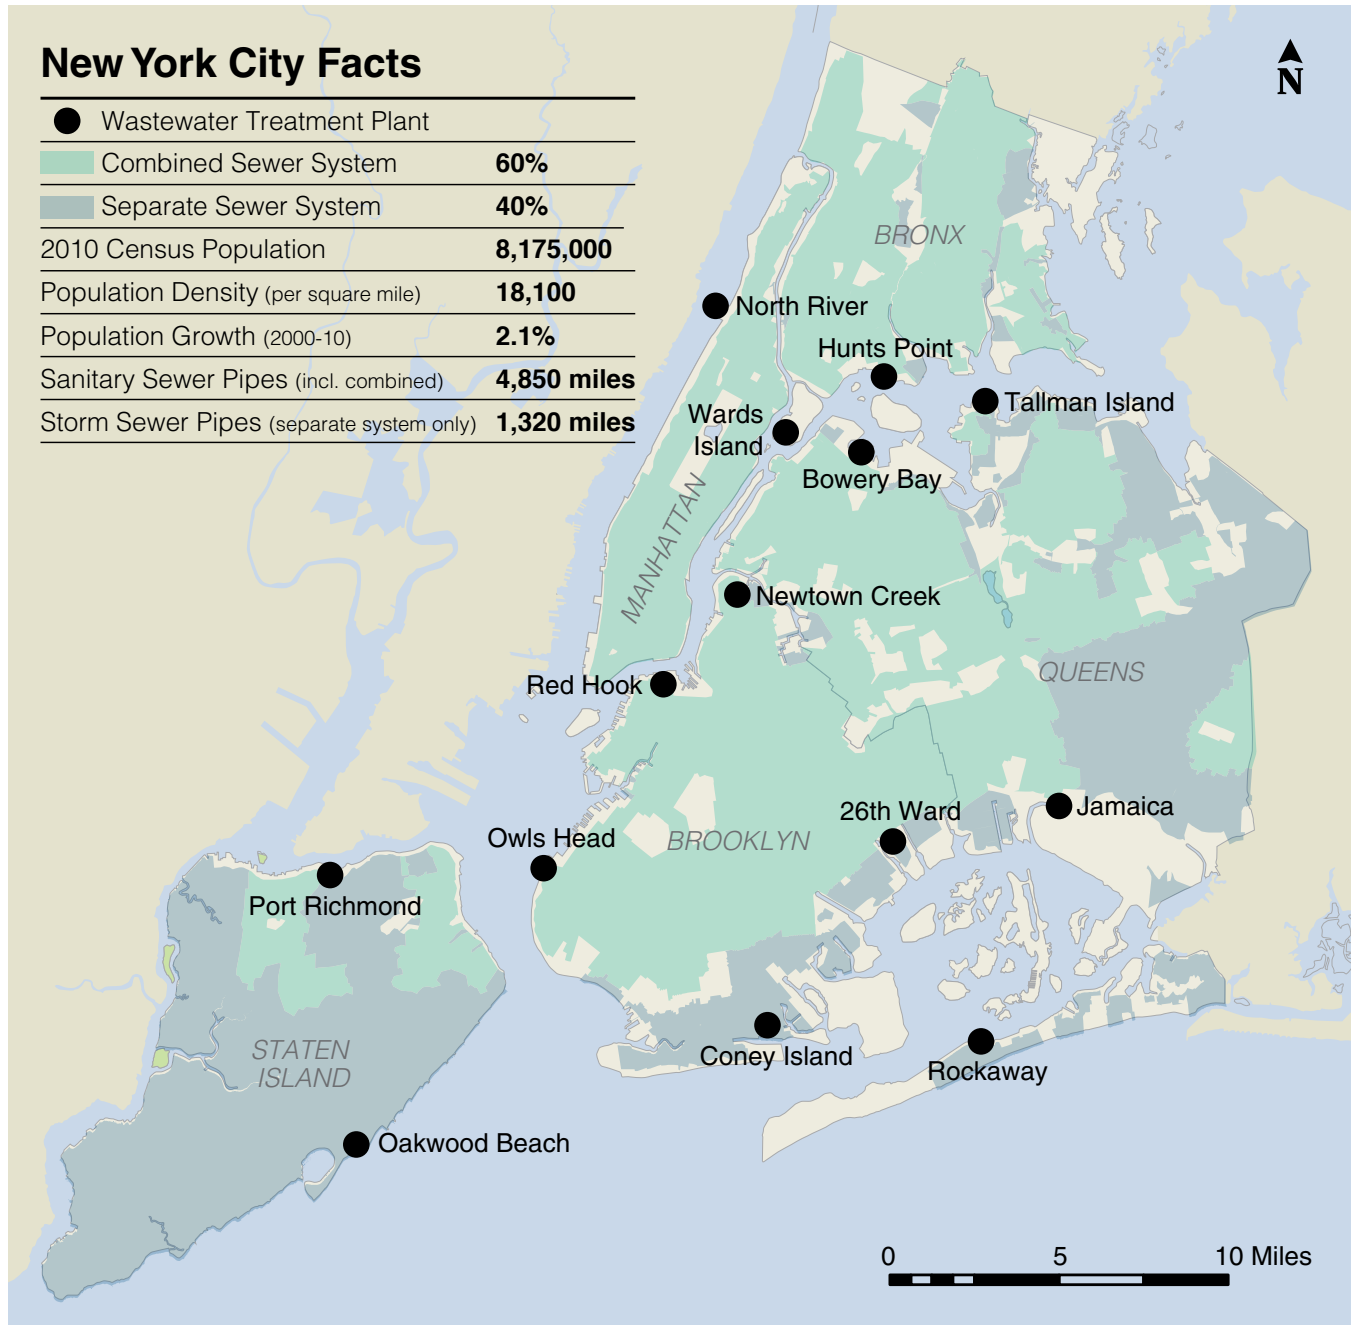 New York City Facts
Wastewater Treatment Plant
Combined Sewer System 60%
Separate Sewer System 40%
2010 Census Population 8,175,000
Population Density (per square mile) 18,100
Population Growth (2000-10) 2.1%
Sanitary Sewer Pipes (incl. combined) 4,850 miles
Storm Sewer Pipes (separate system only) 1,320 miles
N
BRONX
North River
Hunts Point
Tallman Island
Wards
Island
Bowery Bay
MANHATTAN
Newtown Creek
QUEENS
Red Hook
Jamaica
26th Ward
BROOKLYN
Owls Head
Port Richmond
Coney Island
Rockaway
STATEN
ISLAND
Oakwood Beach
0 5 10 Miles